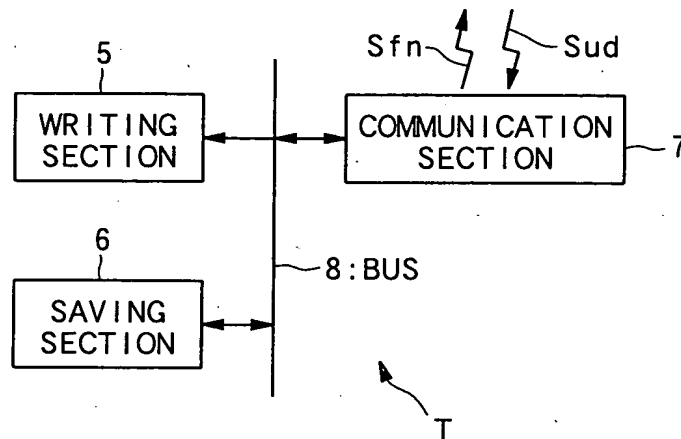 Sfn
Sud
5
WRITING
SECTION
COMMUNICATION
SECTION
7
6
8:BUS
SAVING
SECTION
T